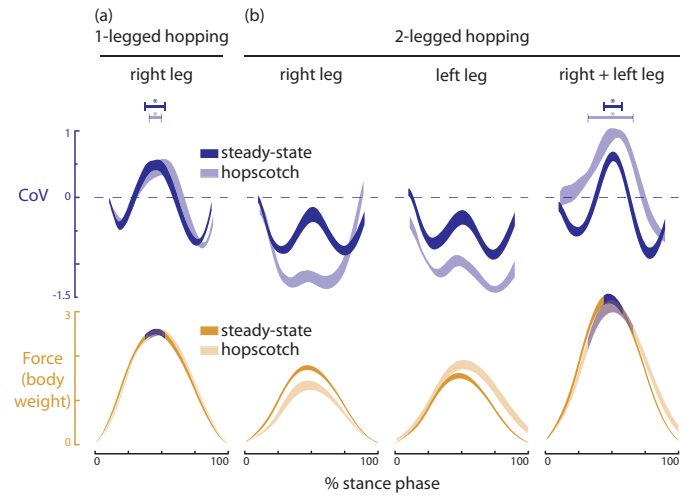 (a)
(b)
1-legged hopping
2-legged hopping
right leg
right leg
left leg
right + left leg
*
*
*
*
1
0
-1.5
CoV
steady-state
hopscotch
3
0
Force
(body
weight)
steady-state
hopscotch
0
100
0
100
0
100
0
100
% stance phase